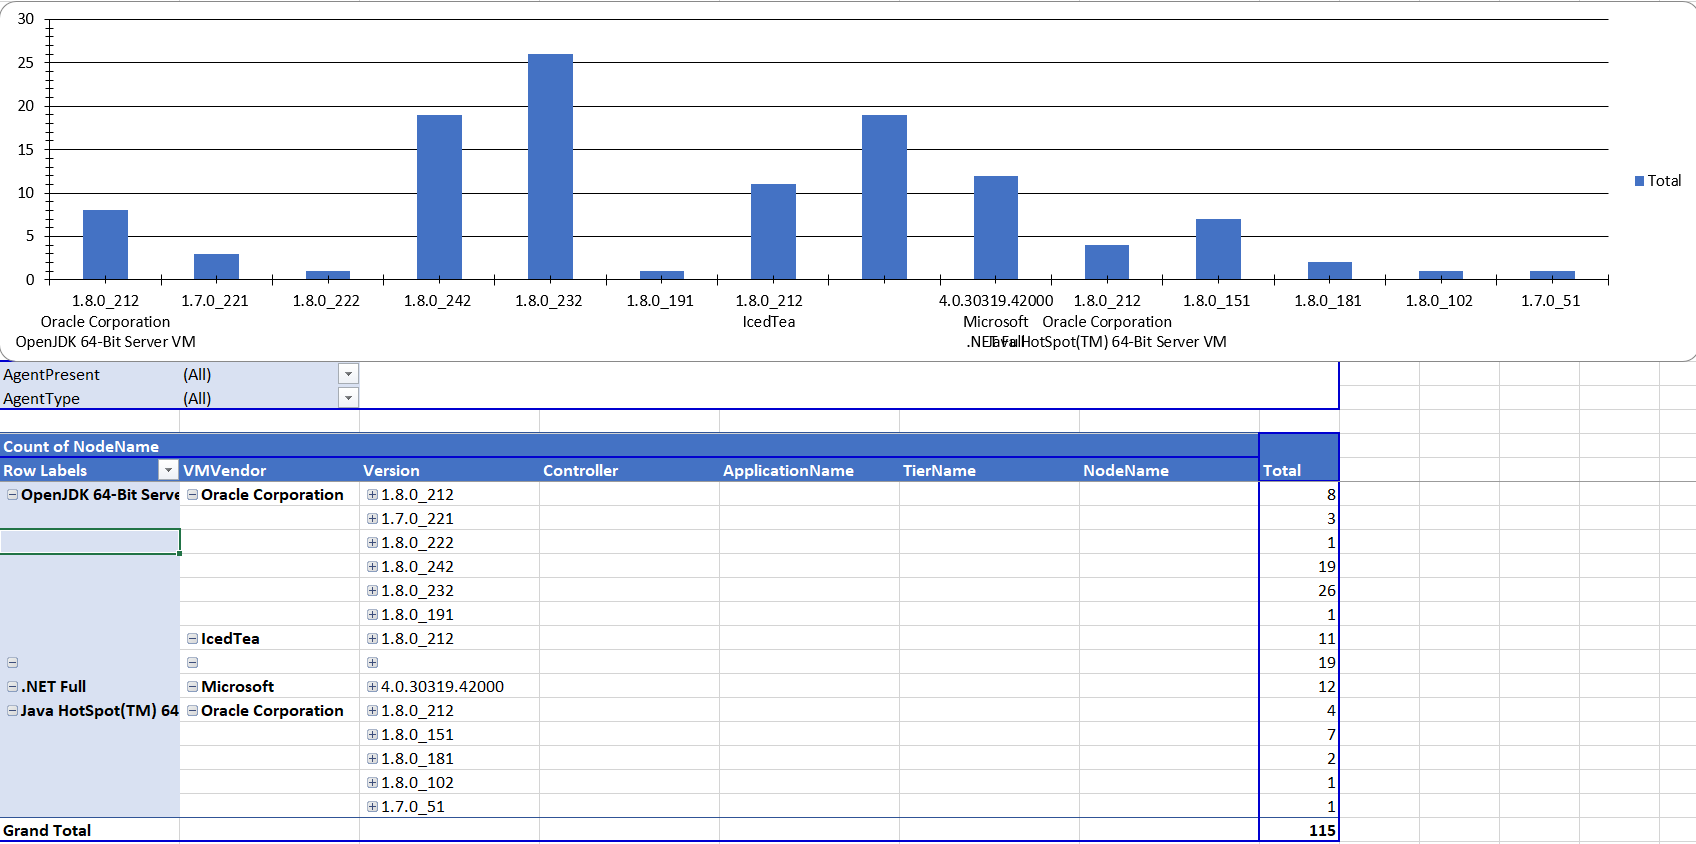 30
25
20
15
10
5
0
Total
1.8.0_212 1.7.0_221 1.8.0_222 1.8.0_242 1.8.0_232 1.8.0_191 1.8.0_212 4.0.30319.42000 1.8.0_212 1.8.0_151 1.8.0_181 1.8.0_102 1.7.0_51
Oracle Corporation IcedTea Microsoft Oracle Corporation
OpenJDK 64-Bit Server VM .NET Full Java HotSpot(TM) 64-Bit Server VM
AgentPresent (All)
AgentType (All)
Count of NodeName
Row Labels VMVendor Version Controller ApplicationName TierName NodeName Total
OpenJDK 64-Bit Serve Oracle Corporation 1.8.0_212 8
1.7.0_221 3
1.8.0_222 1
1.8.0_242 19
1.8.0_232 26
1.8.0_191 1
IcedTea 1.8.0_212 11
19
.NET Full Microsoft 4.0.30319.42000 12
Java HotSpot(TM) 64 Oracle Corporation 1.8.0_212 4
1.8.0_151 7
1.8.0_181 2
1.8.0_102 1
1.7.0_51 1
Grand Total 115